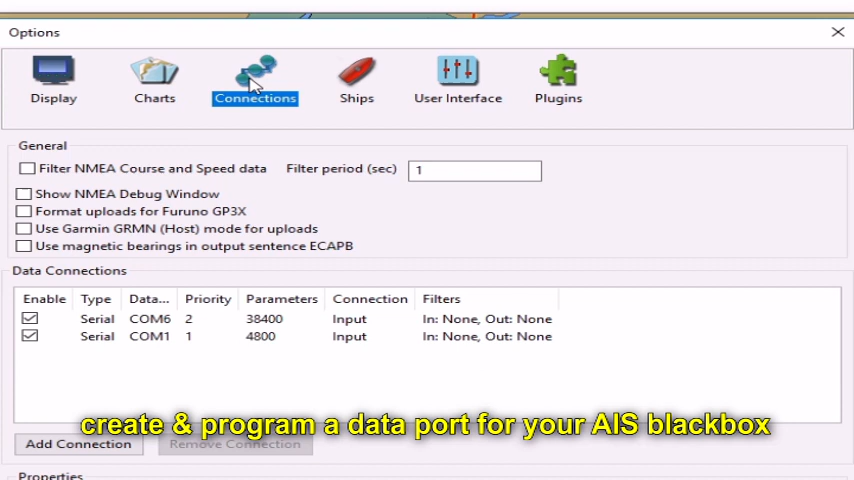 Options
Display Charts Connections Ships User Interface Plugins
General
Filter NMEA Course and Speed data Filter period (sec) 1
Show NMEA Debug Window
Format uploads for Furuno GP3X
Use Garmin GRMN (Host) mode for uploads
Use magnetic bearings in output sentence ECAPB
Data Connections
Enable Type Data... Priority Parameters Connection Filters
Serial COM6 2 38400 Input In: None, Out: None
Serial COM1 1 4800 Input In: None, Out: None
create & program a data port for your AIS blackbox
Add Connection Remove Connection
Properties